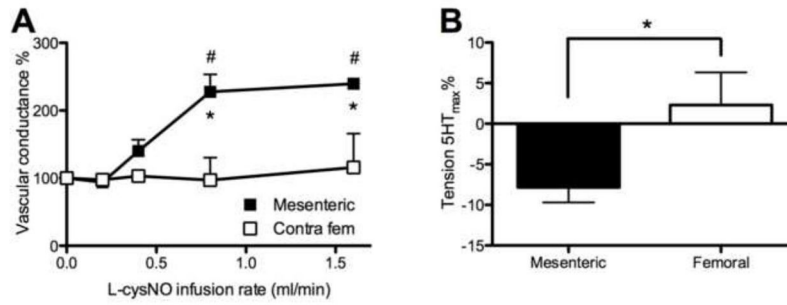 A
Vascular conductance %
300
200
100
0
0.0
0.5
1.0
1.5
L-cysNO infusion rate (ml/min)
#
*
#
*
Mesenteric
Contra fem
B
Tension 5HTmax%
10
5
0
-5
-10
-15
*
Mesenteric
Femoral